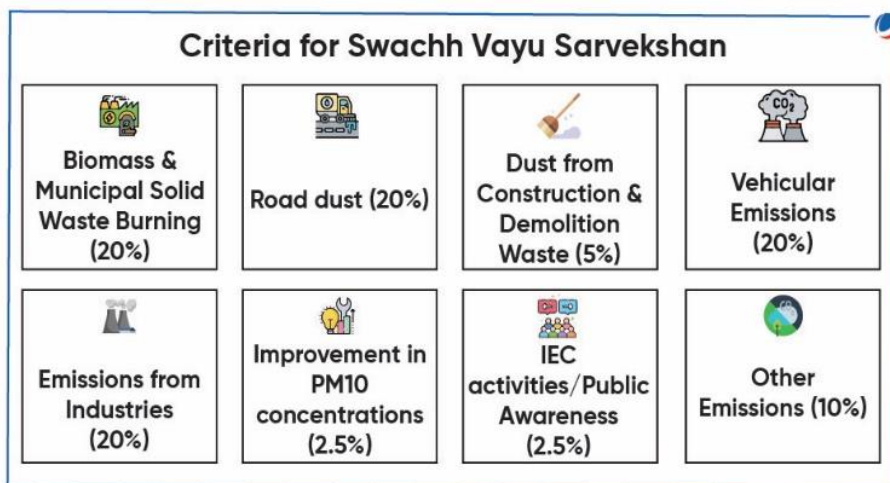 Criteria for Swachh Vayu Sarvekshan
Biomass &
Municipal Solid
Waste Burning
(20%)
Road dust (20%)
Dust from
Construction &
Demolition
Waste (5%)
CO2
Vehicular
Emissions
(20%)
Emissions from
Industries
(20%)
Improvement in
PM10
concentrations
(2.5%)
IEC
activities/Public
Awareness
(2.5%)
Other
Emissions (10%)